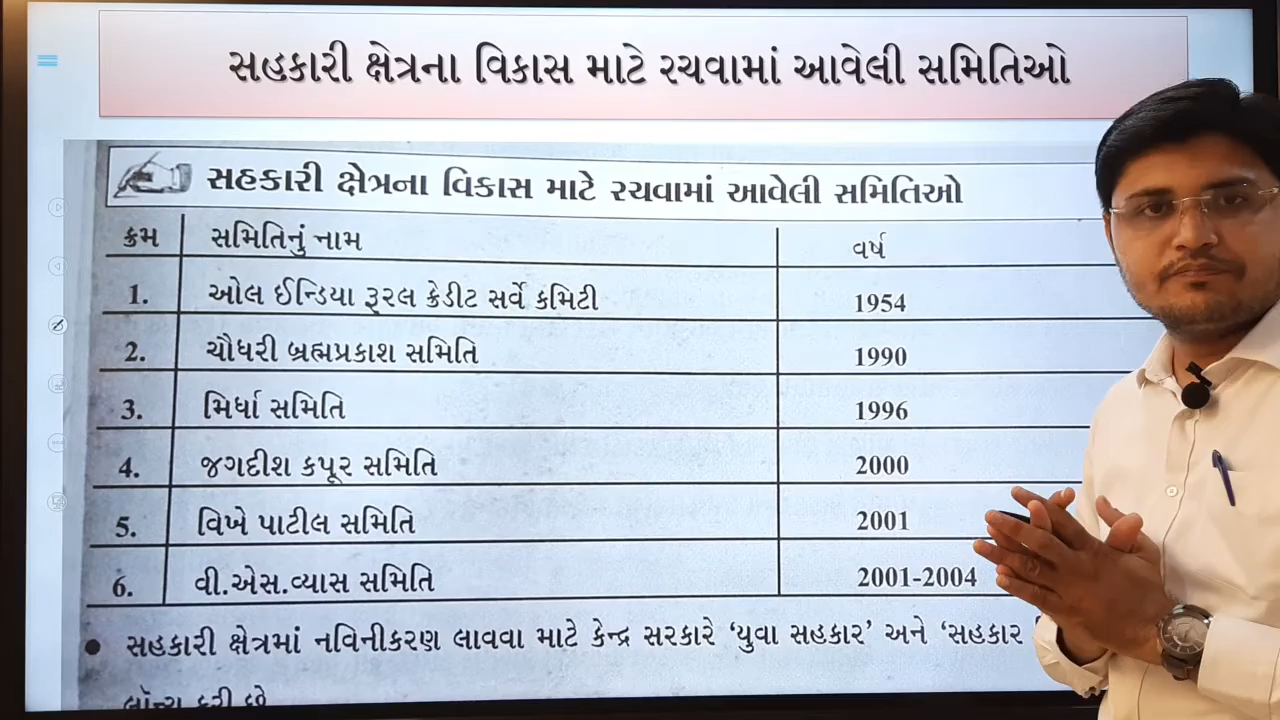 સહકારી ક્ષેત્રના વિકાસ માટે રચવામાં આવેલી સમિતિઓ
સહકારી ક્ષેત્રના વિકાસ માટે રચવામાં આવેલી સમિતિઓ
ક્રમ સમિતિનું નામ વર્ષ
1. ઓલ ઈન્ડિયા રૂરલ ક્રેડીટ સર્વે કમિટી 1954
2. ચૌધરી બ્રહ્મપ્રકાશ સમિતિ 1990
3. મિર્ધા સમિતિ 1996
4. જગદીશ કપૂર સમિતિ 2000
5. વિખે પાટીલ સમિતિ 2001
6. વી.એસ.વ્યાસ સમિતિ 2001-2004
• સહકારી ક્ષેત્રમાં નવિનીકરણ લાવવા માટે કેન્દ્ર સરકારે ‘યુવા સહકાર’ અને ‘સહકાર